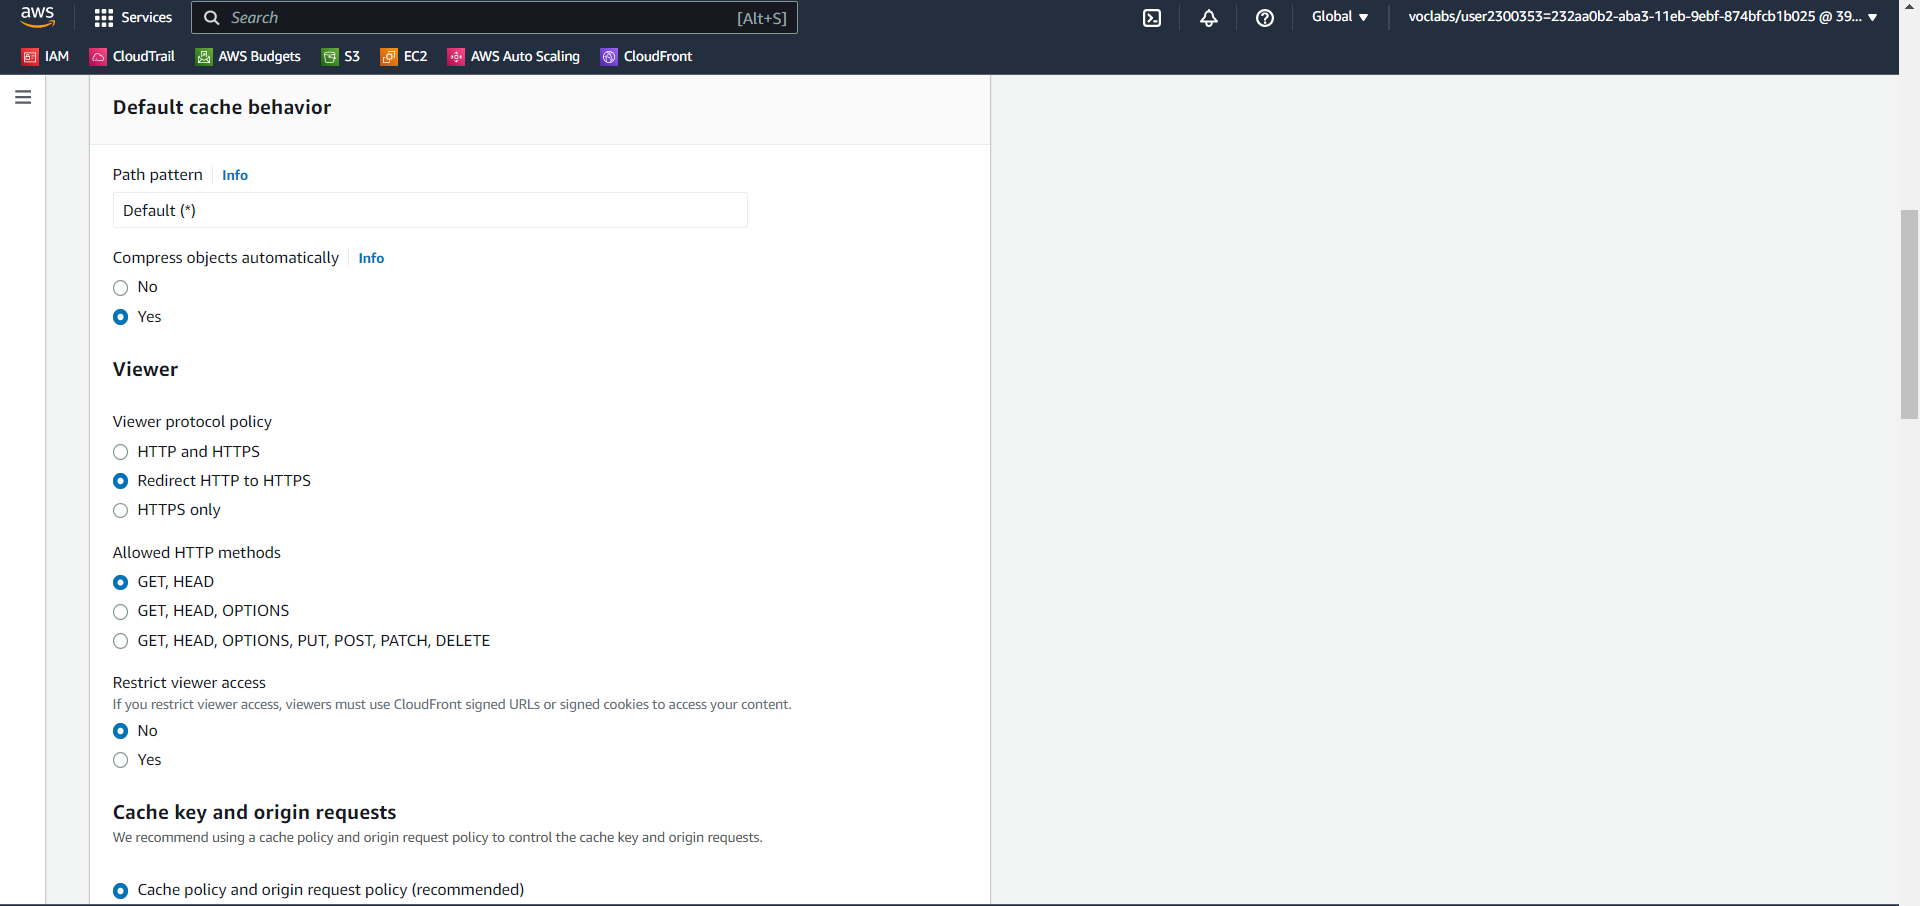 aws Services Search [Alt+S] Global voclabs/user2300353=232aa0b2-aba3-11eb-9ebf-874bfcb1b025 @ 39...
IAM CloudTrail AWS Budgets S3 EC2 AWS Auto Scaling CloudFront
Default cache behavior
Path pattern Info
Default (*)
Compress objects automatically Info
No
Yes
Viewer
Viewer protocol policy
HTTP and HTTPS
Redirect HTTP to HTTPS
HTTPS only
Allowed HTTP methods
GET, HEAD
GET, HEAD, OPTIONS
GET, HEAD, OPTIONS, PUT, POST, PATCH, DELETE
Restrict viewer access
If you restrict viewer access, viewers must use CloudFront signed URLs or signed cookies to access your content.
No
Yes
Cache key and origin requests
We recommend using a cache policy and origin request policy to control the cache key and origin requests.
Cache policy and origin request policy (recommended)